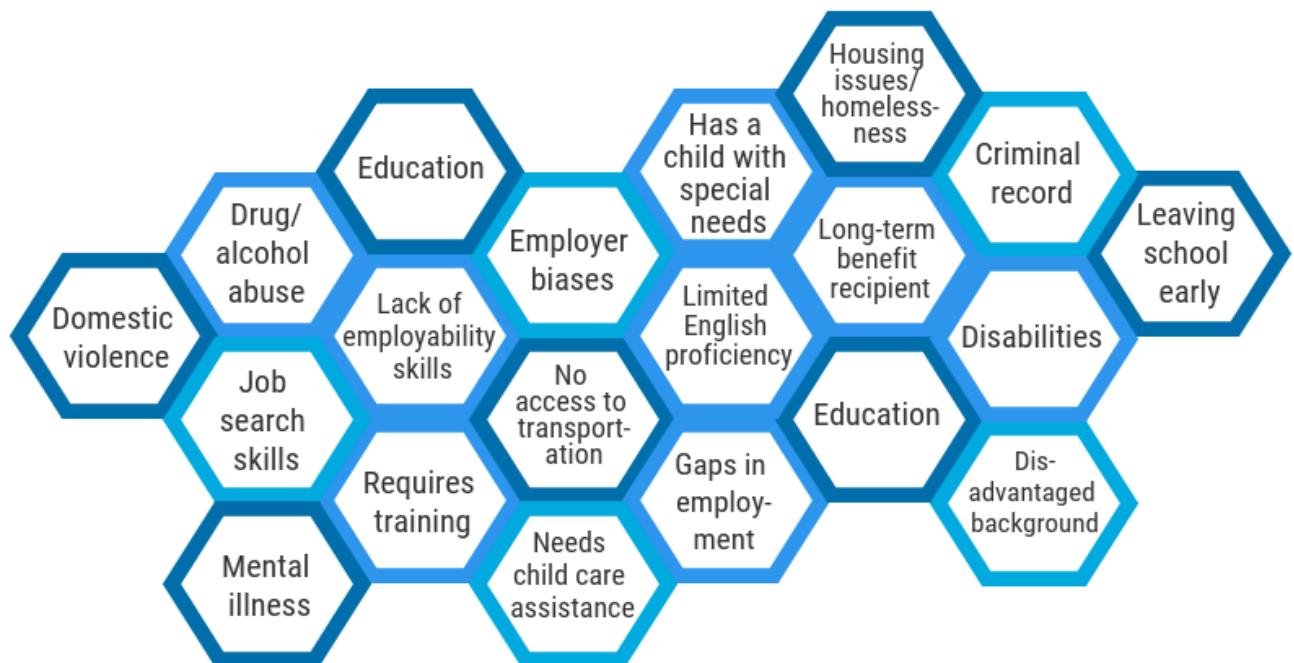 Housing
issues/
homeless-
ness
Has a
child with
special
needs
Criminal
record
Education
Drug/
alcohol
abuse
Employer
biases
Long-term
benefit
recipient
Leaving
school
early
Domestic
violence
Lack of
employability
skills
Limited
English
proficiency
Disabilities
Job
search
skills
No
access to
transport-
ation
Education
Requires
training
Gaps in
employ-
ment
Dis-
advantaged
background
Mental
illness
Needs
child care
assistance